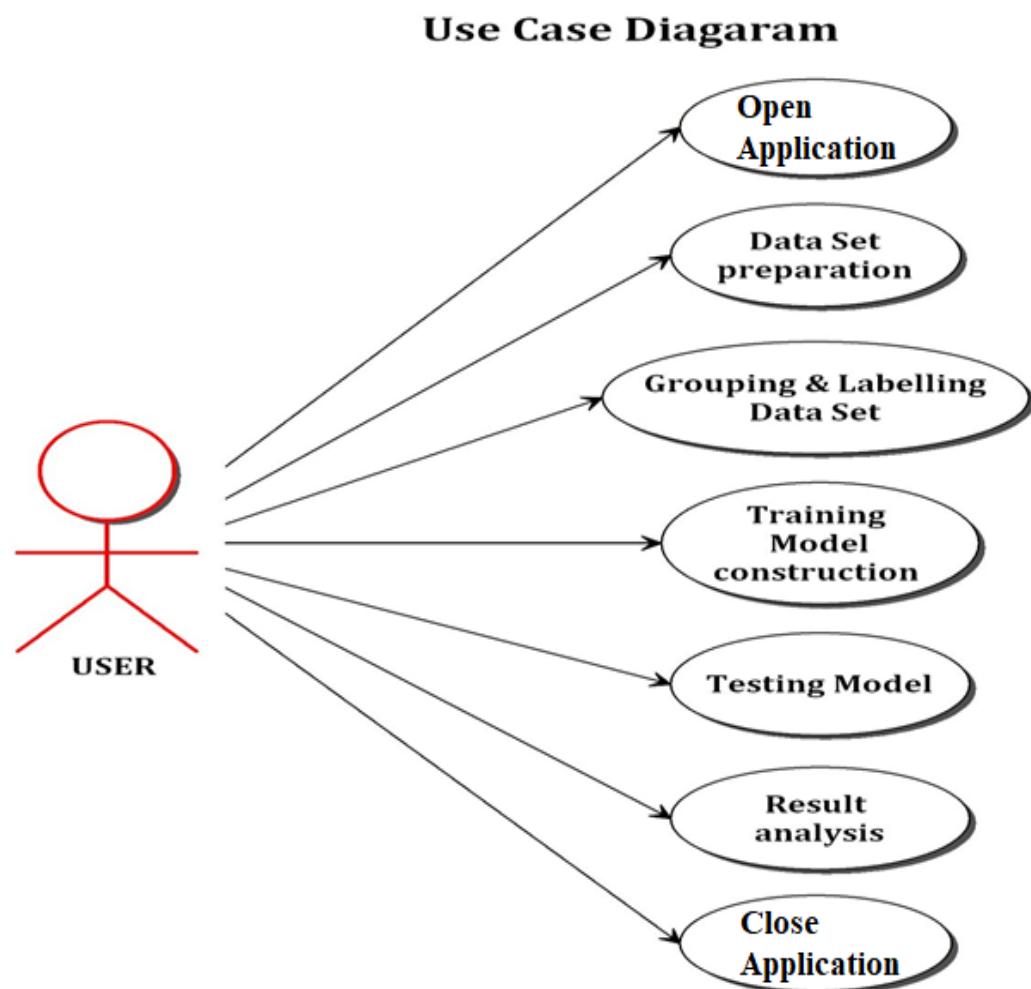 Use Case Diagaram
Open
Application
Data Set
preparation
Grouping & Labelling
Data Set
Training
Model
construction
USER
Testing Model
Result
analysis
Close
Application